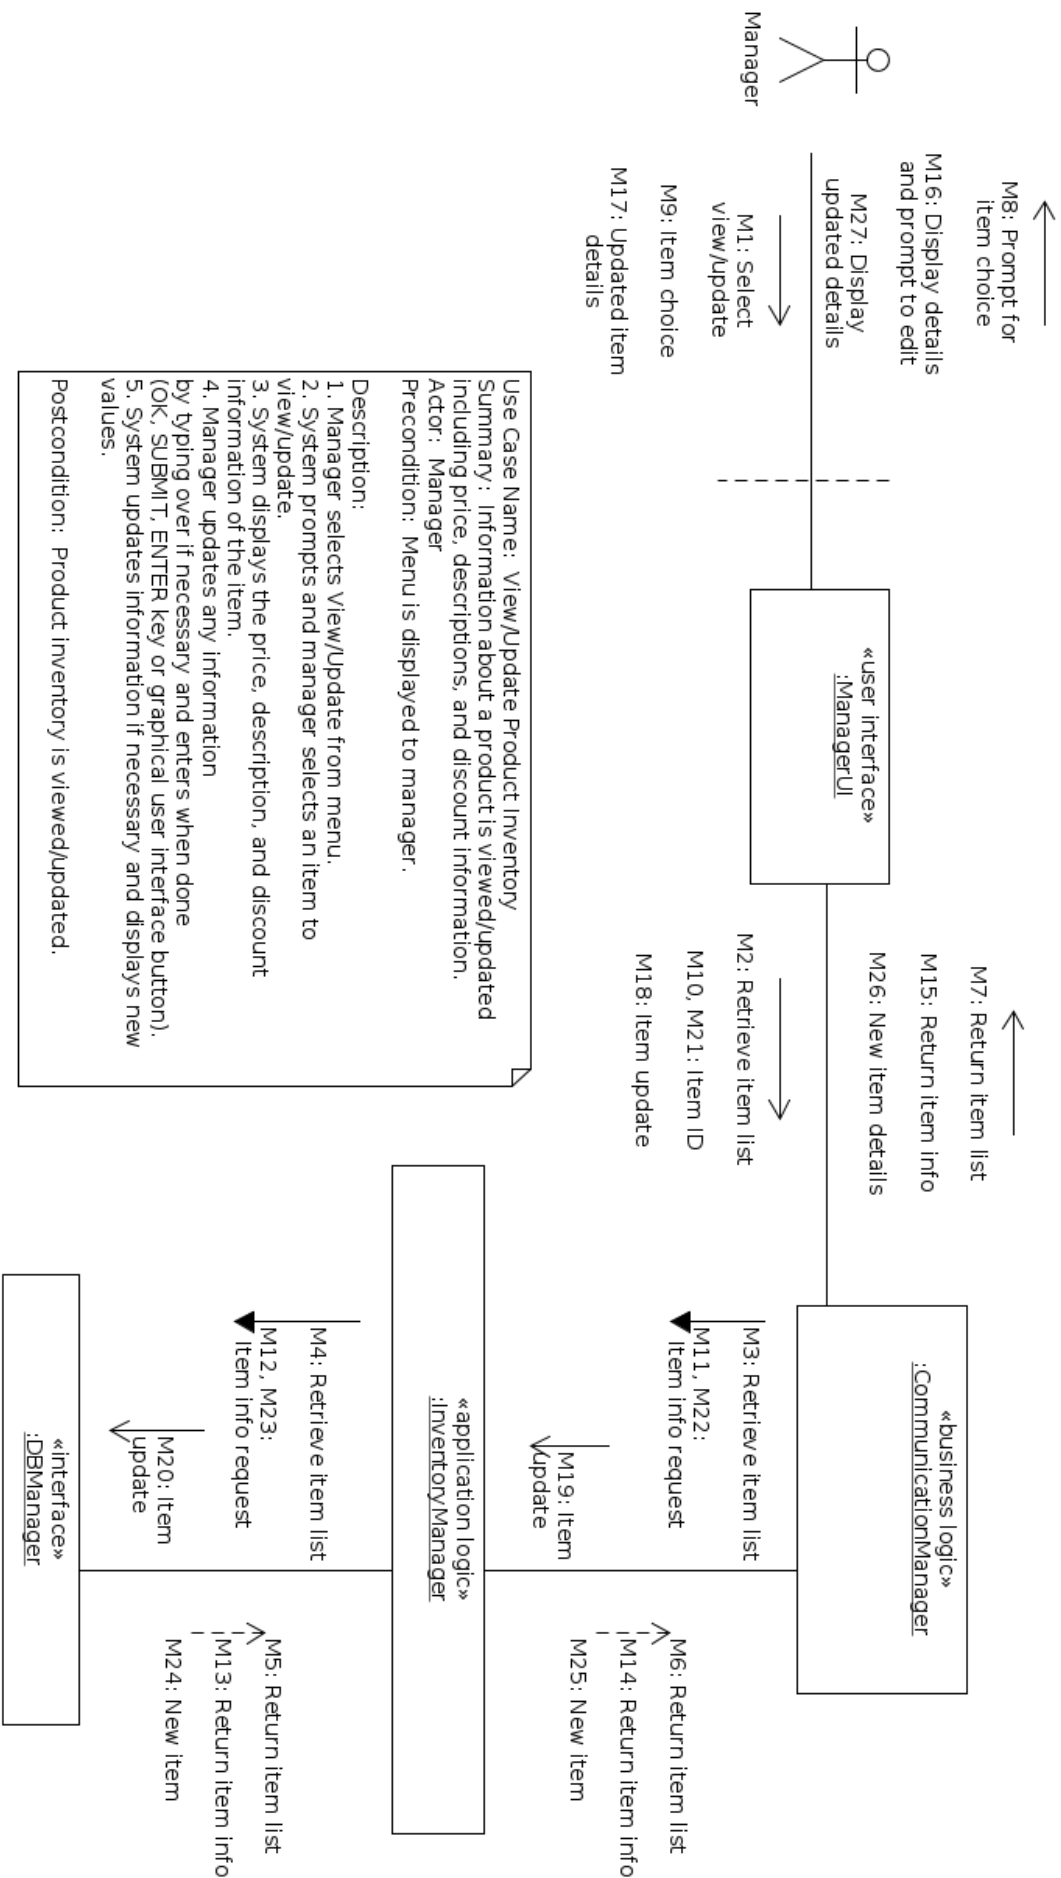 M8: Prompt for
item choice
M16: Display details
and prompt to edit
M27: Display
updated details
M1: Select
view/update
M9: Item choice
M17: Updated item
details
Manager
«user interface»
:ManagerUI
M7: Return item list
M15: Return item info
M26: New item details
M2: Retrieve item list
M10, M21: Item ID
M18: Item update
«business logic»
:CommunicationManager
M3: Retrieve item list
M11, M22:
Item info request
M19: Item
update
M6: Return item list
M14: Return item info
M25: New item
«application logic»
:InventoryManager
M4: Retrieve item list
M12, M23:
Item info request
M20: Item
update
M5: Return item list
M13: Return item info
M24: New item
«interface»
:DBManager
Use Case Name: View/Update Product Inventory
Summary: Information about a product is viewed/updated
including price, descriptions, and discount information.
Actor: Manager
Precondition: Menu is displayed to manager.
Description:
1. Manager selects View/Update from menu.
2. System prompts and manager selects an item to
view/update.
3. System displays the price, description, and discount
information of the item.
4. Manager updates any information
by typing over if necessary and enters when done
(OK, SUBMIT, ENTER key or graphical user interface button).
5. System updates information if necessary and displays new
values.
Postcondition: Product inventory is viewed/updated.